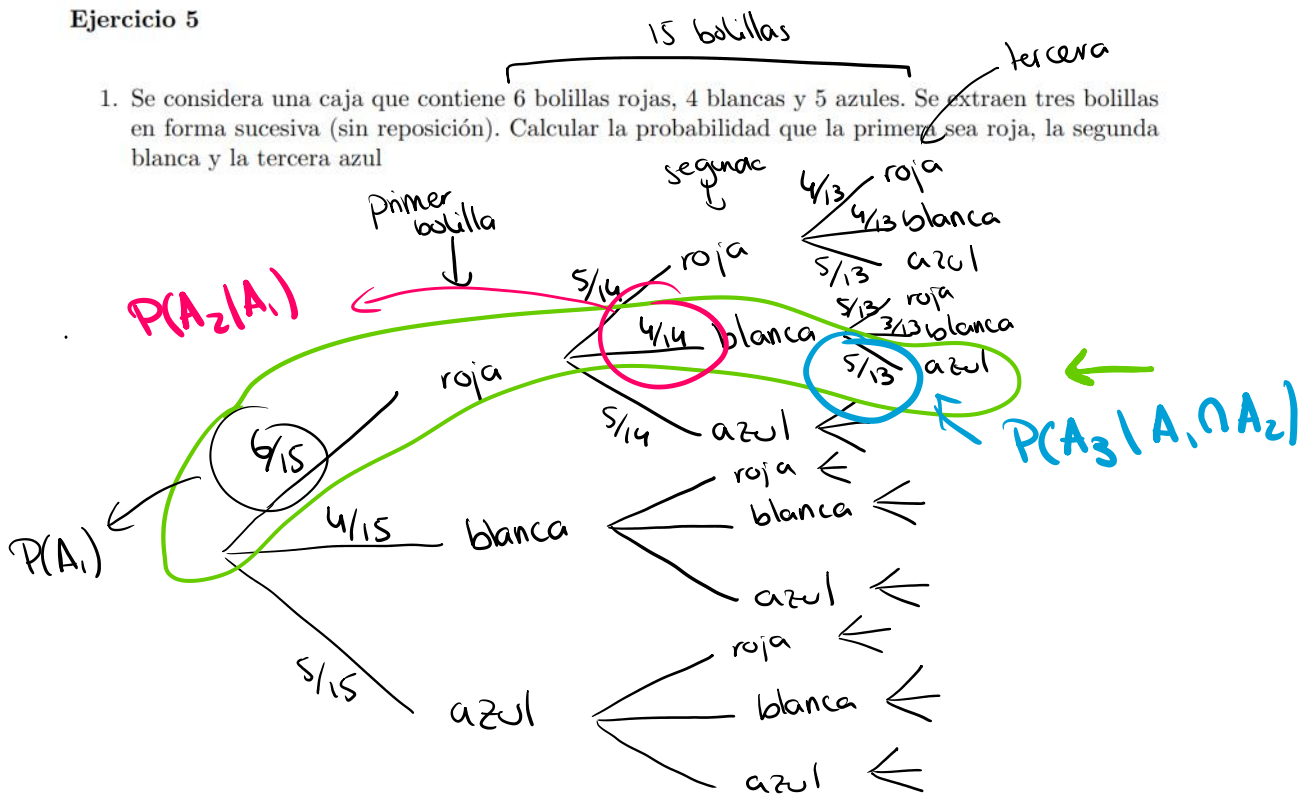 Ejercicio 5
15 bolillas
tercera
1. Se considera una caja que contiene 6 bolillas rojas, 4 blancas y 5 azules. Se extraen tres bolillas
en forma sucesiva (sin reposición). Calcular la probabilidad que la primera sea roja, la segunda
blanca y la tercera azul
segunda
primer
bolilla
4/13 roja
4/13 blanca
5/13 azul
P(A₂|A₁)
5/14 roja
4/14 blanca
5/14 azul
5/13 roja
3/13 blanca
5/13 azul
P(A₃|A₁∩A₂)
6/15 roja
P(A₁)
4/15 blanca
roja
blanca
azul
5/15 azul
roja
blanca
azul